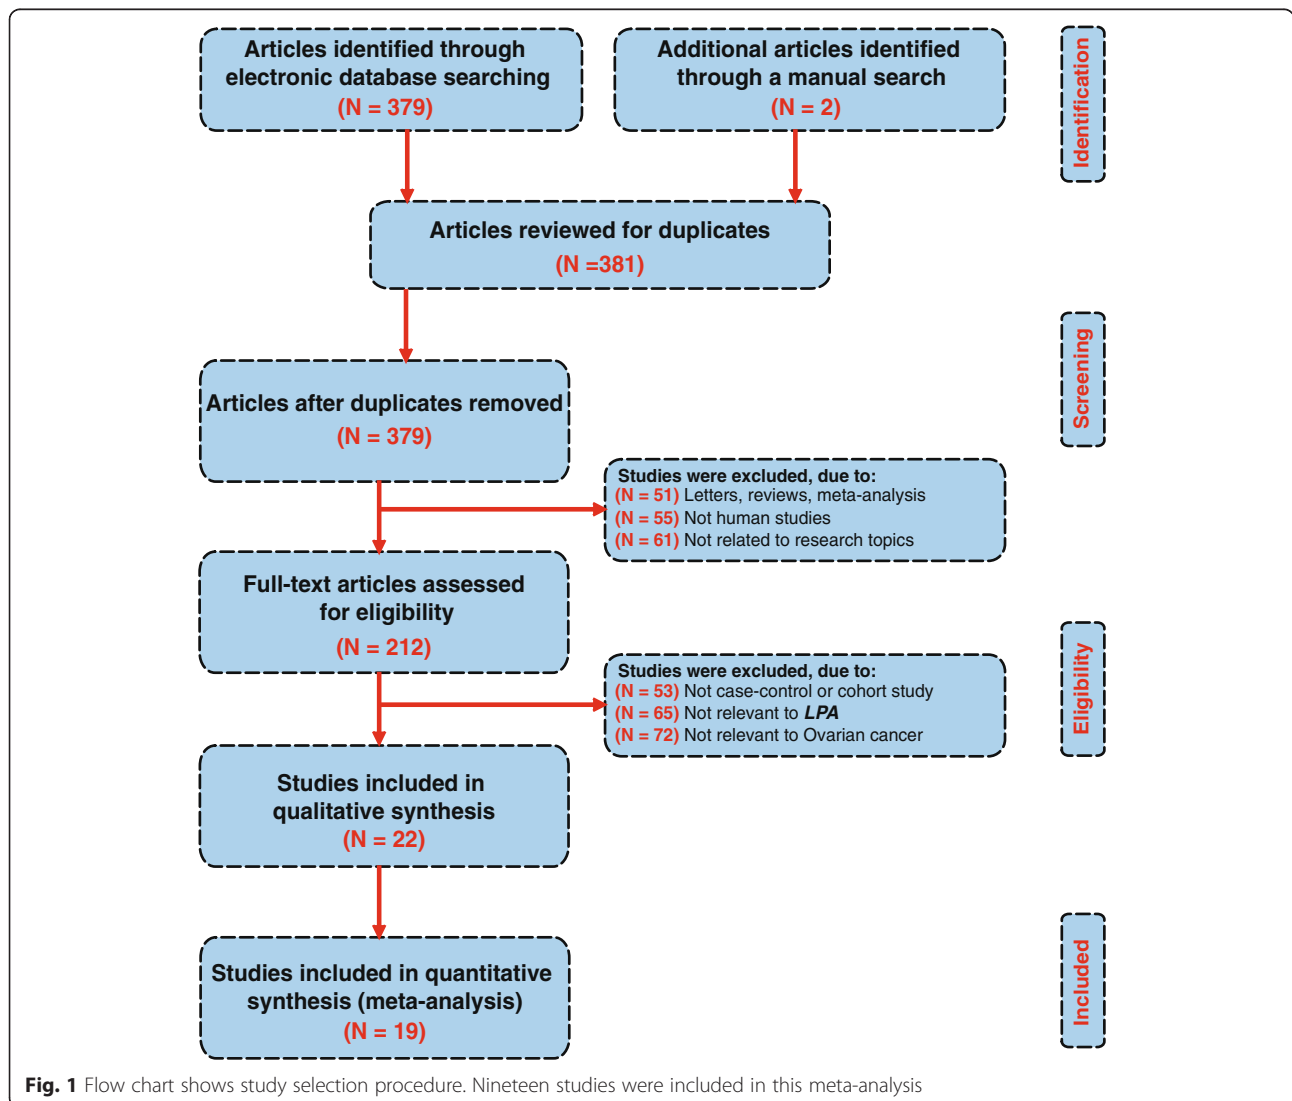 Articles identified through
electronic database searching
(N = 379)
Additional articles identified
through a manual search
(N = 2)
Identification
Articles reviewed for duplicates
(N =381)
Screening
Articles after duplicates removed
(N = 379)
Studies were excluded, due to:
(N = 51) Letters, reviews, meta-analysis
(N = 55) Not human studies
(N = 61) Not related to research topics
Full-text articles assessed
for eligibility
(N = 212)
Eligibility
Studies were excluded, due to:
(N = 53) Not case-control or cohort study
(N = 65) Not relevant to LPA
(N = 72) Not relevant to Ovarian cancer
Studies included in
qualitative synthesis
(N = 22)
Included
Studies included in quantitative
synthesis (meta-analysis)
(N = 19)
Fig. 1 Flow chart shows study selection procedure. Nineteen studies were included in this meta-analysis